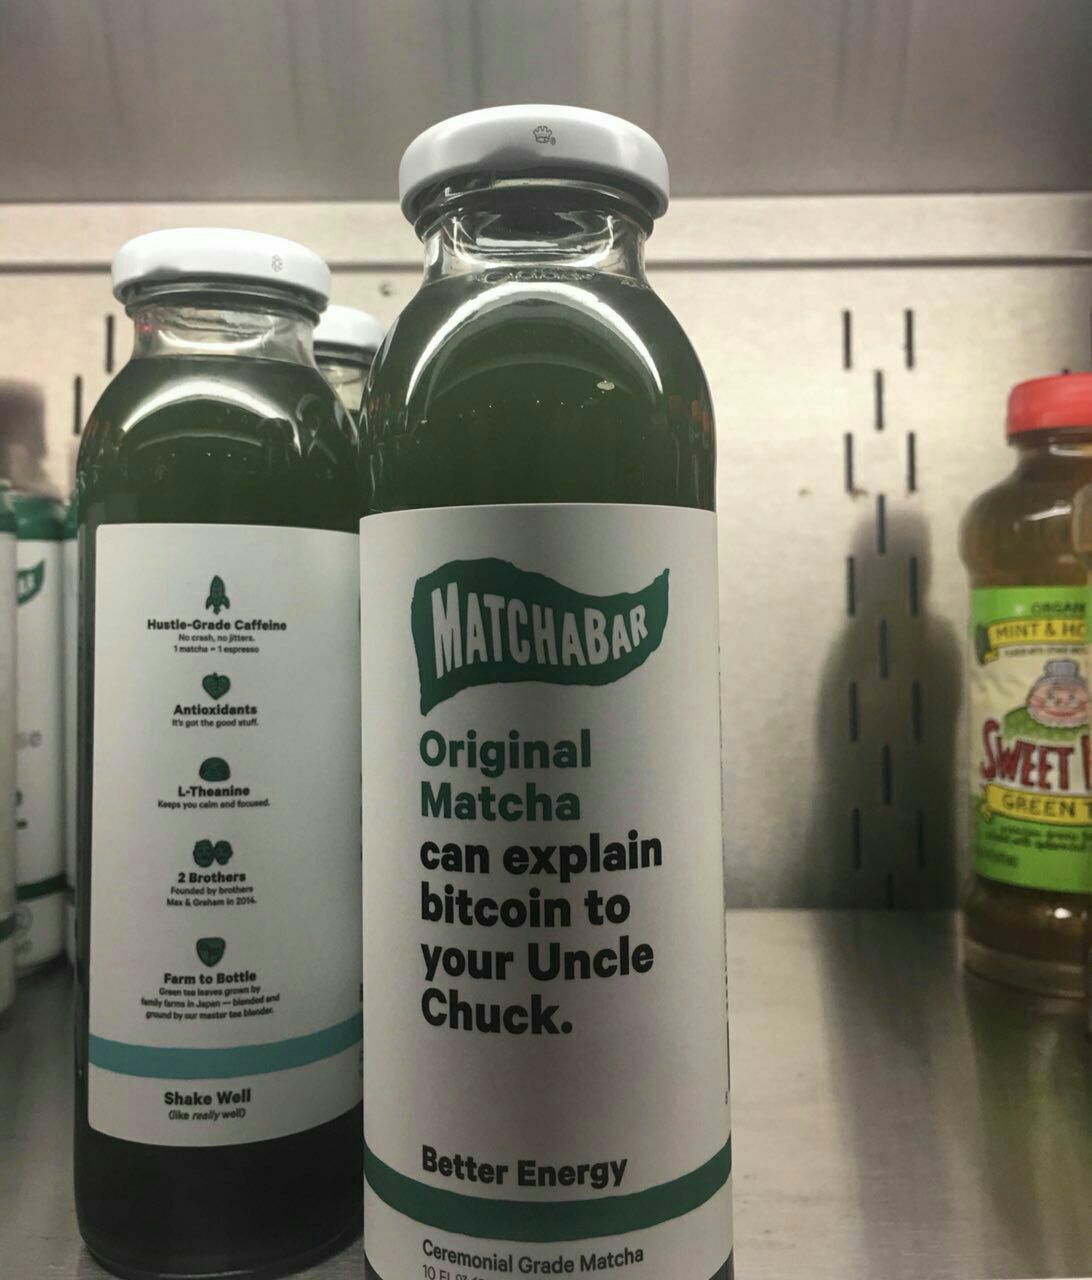 Hustle-Grade Caffeine
No crash, no jitters.
1 matcha = 1 espresso
Antioxidants
It's got the good stuff.
L-Theanine
Keeps you calm and focused.
2 Brothers
Founded by brothers
Max & Graham in 2014.
Farm to Bottle
Green tea leaves grown by
family farms in Japan — blended and
ground by our master tea blender.
Shake Well
(like really well)
MATCHABAR
Original
Matcha
can explain
bitcoin to
your Uncle
Chuck.
Better Energy
Ceremonial Grade Matcha
10 FL OZ
MINT &
SWEET
GREEN